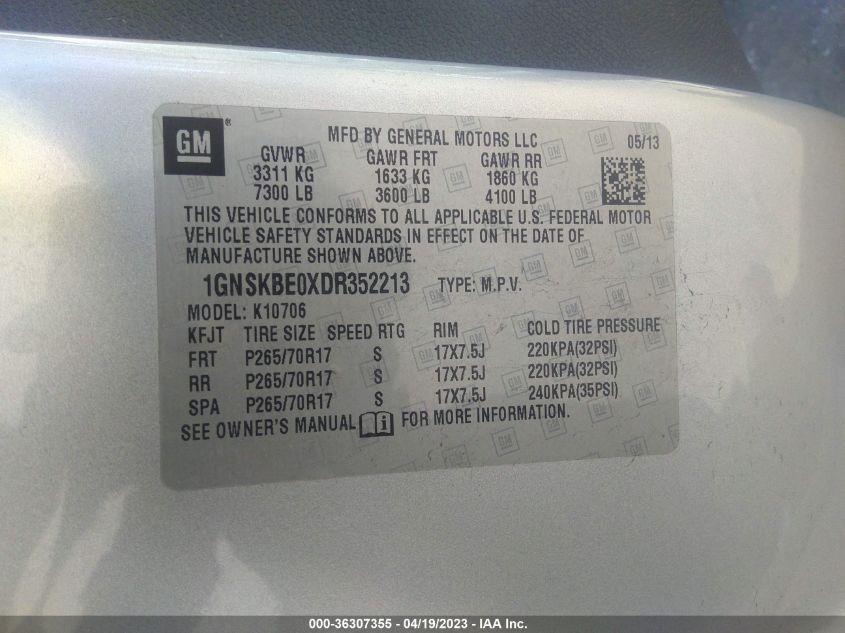 GM ®
MFD BY GENERAL MOTORS LLC 05/13
GVWR GAWR FRT GAWR RR
3311 KG 1633 KG 1860 KG
7300 LB 3600 LB 4100 LB
THIS VEHICLE CONFORMS TO ALL APPLICABLE U.S. FEDERAL MOTOR
VEHICLE SAFETY STANDARDS IN EFFECT ON THE DATE OF
MANUFACTURE SHOWN ABOVE.
1GNSKBE0XDR352213 TYPE: M.P.V.
MODEL: K10706
KFJT TIRE SIZE SPEED RTG RIM COLD TIRE PRESSURE
FRT P265/70R17 S 17X7.5J 220KPA(32PSI)
RR P265/70R17 S 17X7.5J 220KPA(32PSI)
SPA P265/70R17 S 17X7.5J 240KPA(35PSI)
SEE OWNER'S MANUAL i FOR MORE INFORMATION.
000-36307355 - 04/19/2023 - IAA Inc.